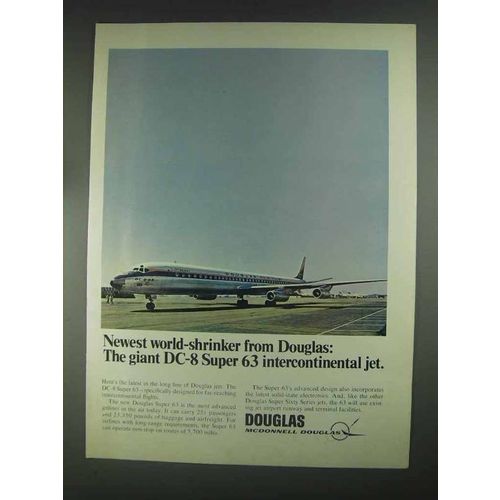 Newest world-shrinker from Douglas:
The giant DC-8 Super 63 intercontinental jet.
Here's the latest in the long line of Douglas jets. The
DC-8 Super 63—specifically designed for far-reaching
intercontinental flights.
The new Douglas Super 63 is the most advanced
jetliner in the air today. It can carry 251 passengers
and 25,350 pounds of baggage and airfreight. For
airlines with long-range requirements, the Super 63
can operate non-stop on routes of 5,700 miles.
The Super 63's advanced design also incorporates
the latest solid-state electronics. And, like the other
Douglas Super Sixty Series jets, the 63 will use exist-
ing jet airport runway and terminal facilities.
DOUGLAS
MCDONNELL DOUGLAS